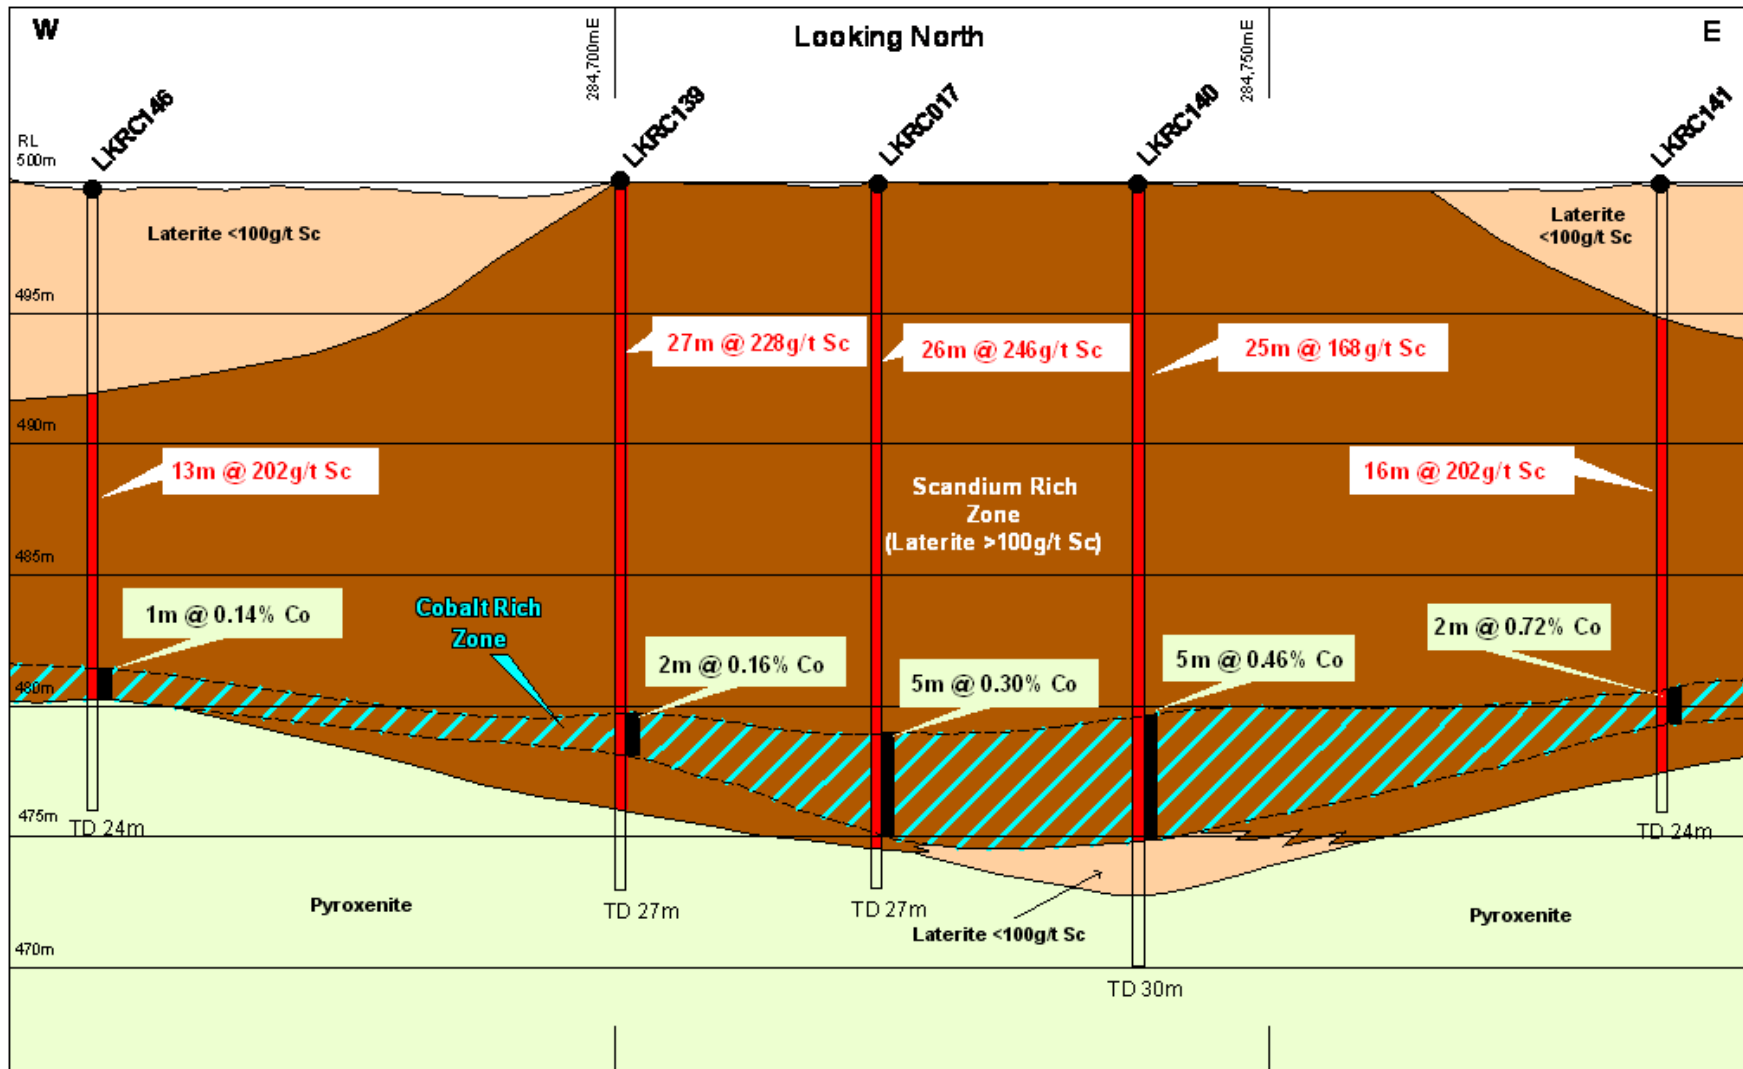 W
Looking North
E
284,700mE
284,750mE
LKRC146
LKRC139
LKRC017
LKRC140
LKRC141
RL
500m
Laterite <100g/t Sc
Laterite
<100g/t Sc
495m
27m @ 228g/t Sc
26m @ 246g/t Sc
25m @ 168g/t Sc
490m
13m @ 202g/t Sc
16m @ 202g/t Sc
Scandium Rich
Zone
(Laterite >100g/t Sc)
485m
1m @ 0.14% Co
Cobalt Rich
Zone
2m @ 0.72% Co
2m @ 0.16% Co
5m @ 0.46% Co
5m @ 0.30% Co
480m
475m
TD 24m
TD 24m
Pyroxenite
TD 27m
TD 27m
Laterite <100g/t Sc
Pyroxenite
470m
TD 30m